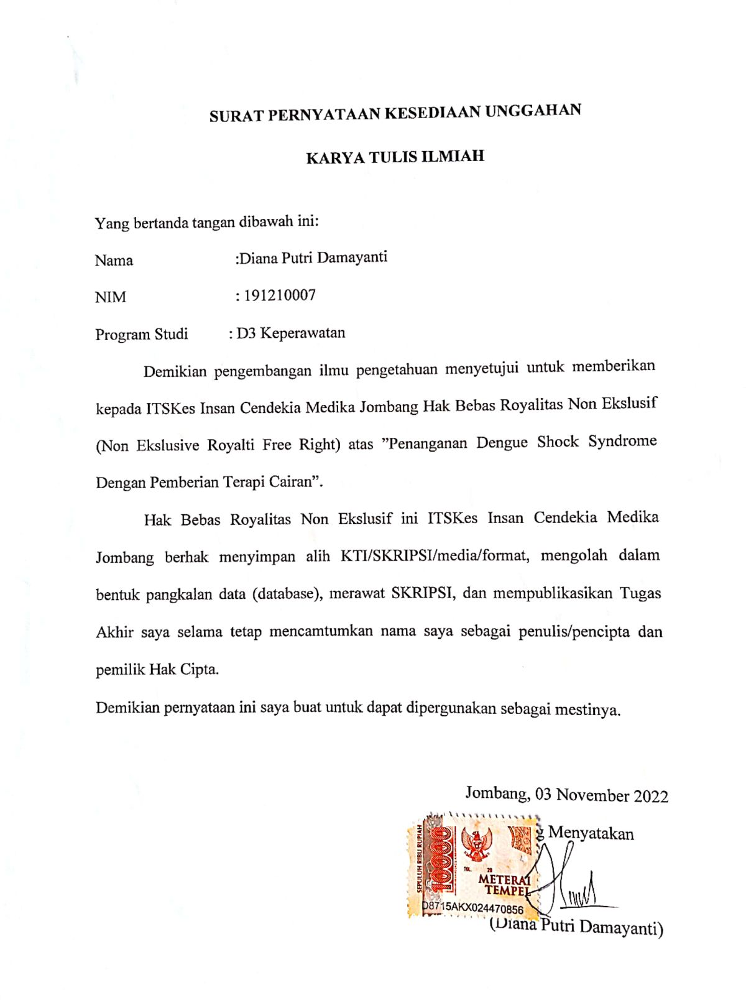 SURAT PERNYATAAN KESEDIAAN UNGGAHAN
KARYA TULIS ILMIAH
Yang bertanda tangan dibawah ini:
Nama :Diana Putri Damayanti
NIM : 191210007
Program Studi : D3 Keperawatan
Demikian pengembangan ilmu pengetahuan menyetujui untuk memberikan
kepada ITSKes Insan Cendekia Medika Jombang Hak Bebas Royalitas Non Ekslusif
(Non Ekslusive Royalti Free Right) atas ”Penanganan Dengue Shock Syndrome
Dengan Pemberian Terapi Cairan”.
Hak Bebas Royalitas Non Ekslusif ini ITSKes Insan Cendekia Medika
Jombang berhak menyimpan alih KTI/SKRIPSI/media/format, mengolah dalam
bentuk pangkalan data (database), merawat SKRIPSI, dan mempublikasikan Tugas
Akhir saya selama tetap mencamtumkan nama saya sebagai penulis/pencipta dan
pemilik Hak Cipta.
Demikian pernyataan ini saya buat untuk dapat dipergunakan sebagai mestinya.
Jombang, 03 November 2022
g Menyatakan
SEPULUH RIBU RUPIAH
10000
TGL. 20
METERAI
TEMPEL
D8715AKX024470856
(Diana Putri Damayanti)